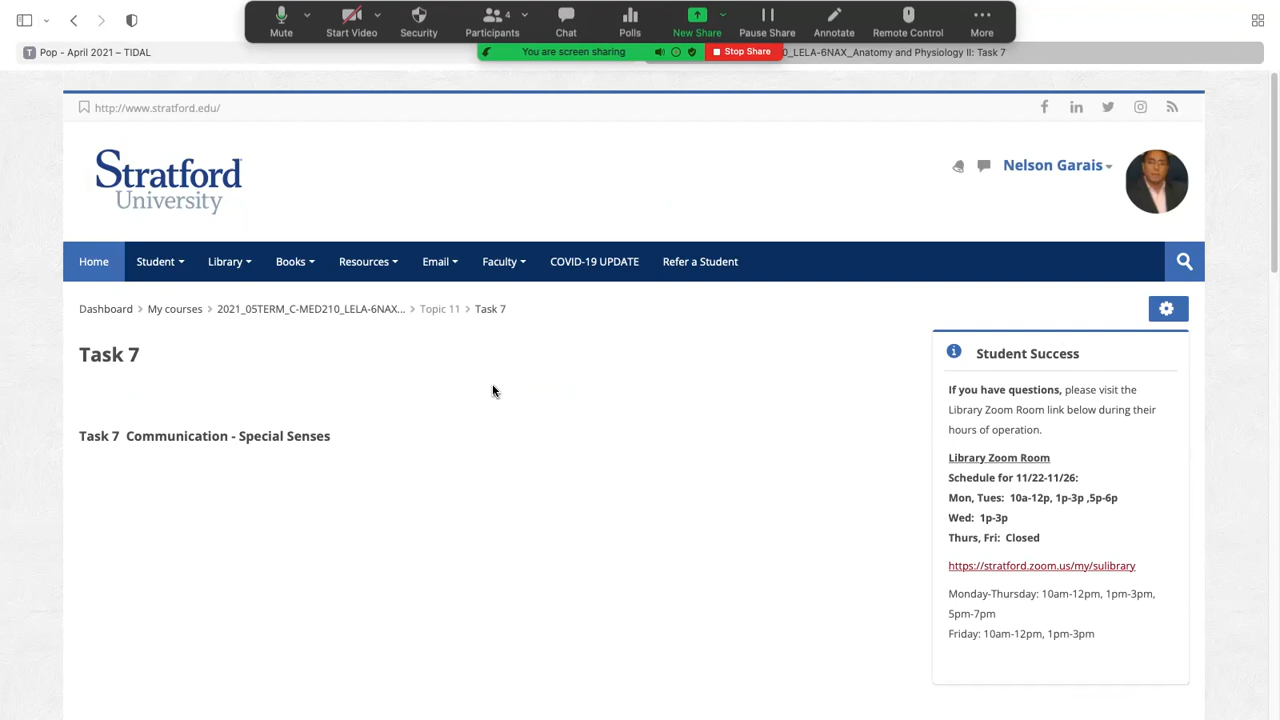 Mute
Start Video
Security
4
Participants
Chat
Polls
New Share
Pause Share
Annotate
Remote Control
More
T Pop - April 2021 – TIDAL
You are screen sharing
Stop Share
0_LELA-6NAX_Anatomy and Physiology II: Task 7
http://www.stratford.edu/
Stratford
University
Nelson Garais
Home
Student
Library
Books
Resources
Email
Faculty
COVID-19 UPDATE
Refer a Student
Dashboard > My courses > 2021_05TERM_C-MED210_LELA-6NAX... > Topic 11 > Task 7
Task 7
Task 7 Communication - Special Senses
Student Success
If you have questions, please visit the
Library Zoom Room link below during their
hours of operation.
Library Zoom Room
Schedule for 11/22-11/26:
Mon, Tues: 10a-12p, 1p-3p ,5p-6p
Wed: 1p-3p
Thurs, Fri: Closed
https://stratford.zoom.us/my/sulibrary
Monday-Thursday: 10am-12pm, 1pm-3pm,
5pm-7pm
Friday: 10am-12pm, 1pm-3pm